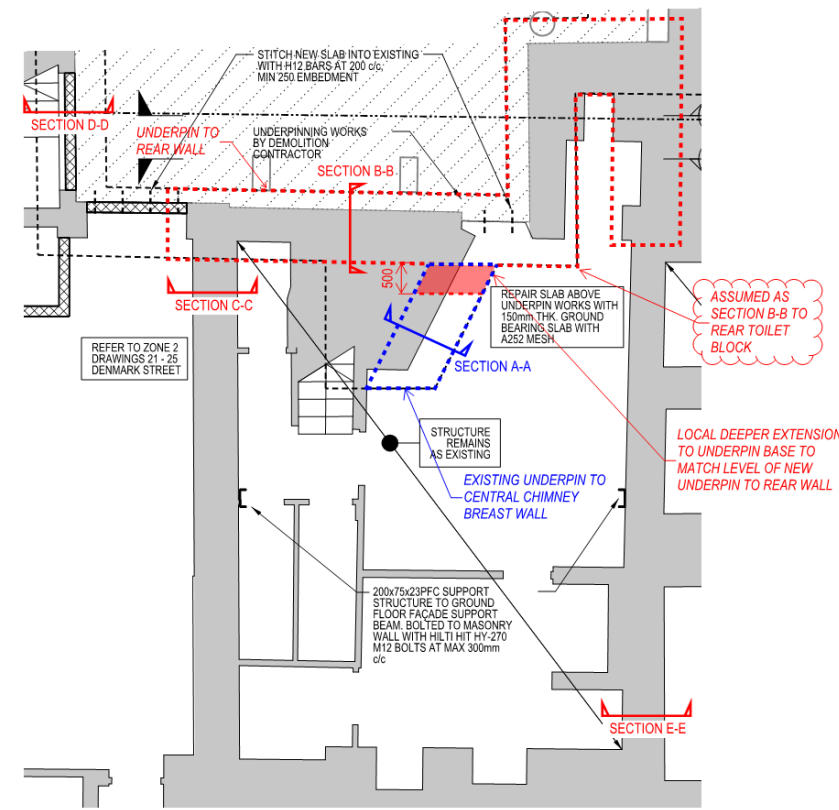 STITCH NEW SLAB INTO EXISTING
WITH H12 BARS AT 200 c/c,
MIN 250 EMBEDMENT
SECTION D-D
UNDERPIN TO
REAR WALL
UNDERPINNING WORKS
BY DEMOLITION
CONTRACTOR
SECTION B-B
500
SECTION C-C
REPAIR SLAB ABOVE
UNDERPIN WORKS WITH
150mm THK. GROUND
BEARING SLAB WITH
A252 MESH
ASSUMED AS
SECTION B-B TO
REAR TOILET
BLOCK
REFER TO ZONE 2
DRAWINGS 21 - 25
DENMARK STREET
SECTION A-A
STRUCTURE
REMAINS
AS EXISTING
LOCAL DEEPER EXTENSION
TO UNDERPIN BASE TO
MATCH LEVEL OF NEW
UNDERPIN TO REAR WALL
EXISTING UNDERPIN TO
CENTRAL CHIMNEY
BREAST WALL
200x75x23PFC SUPPORT
STRUCTURE TO GROUND
FLOOR FAÇADE SUPPORT
BEAM. BOLTED TO MASONRY
WALL WITH HILTI HIT HY-270
M12 BOLTS AT MAX 300mm
c/c
SECTION E-E